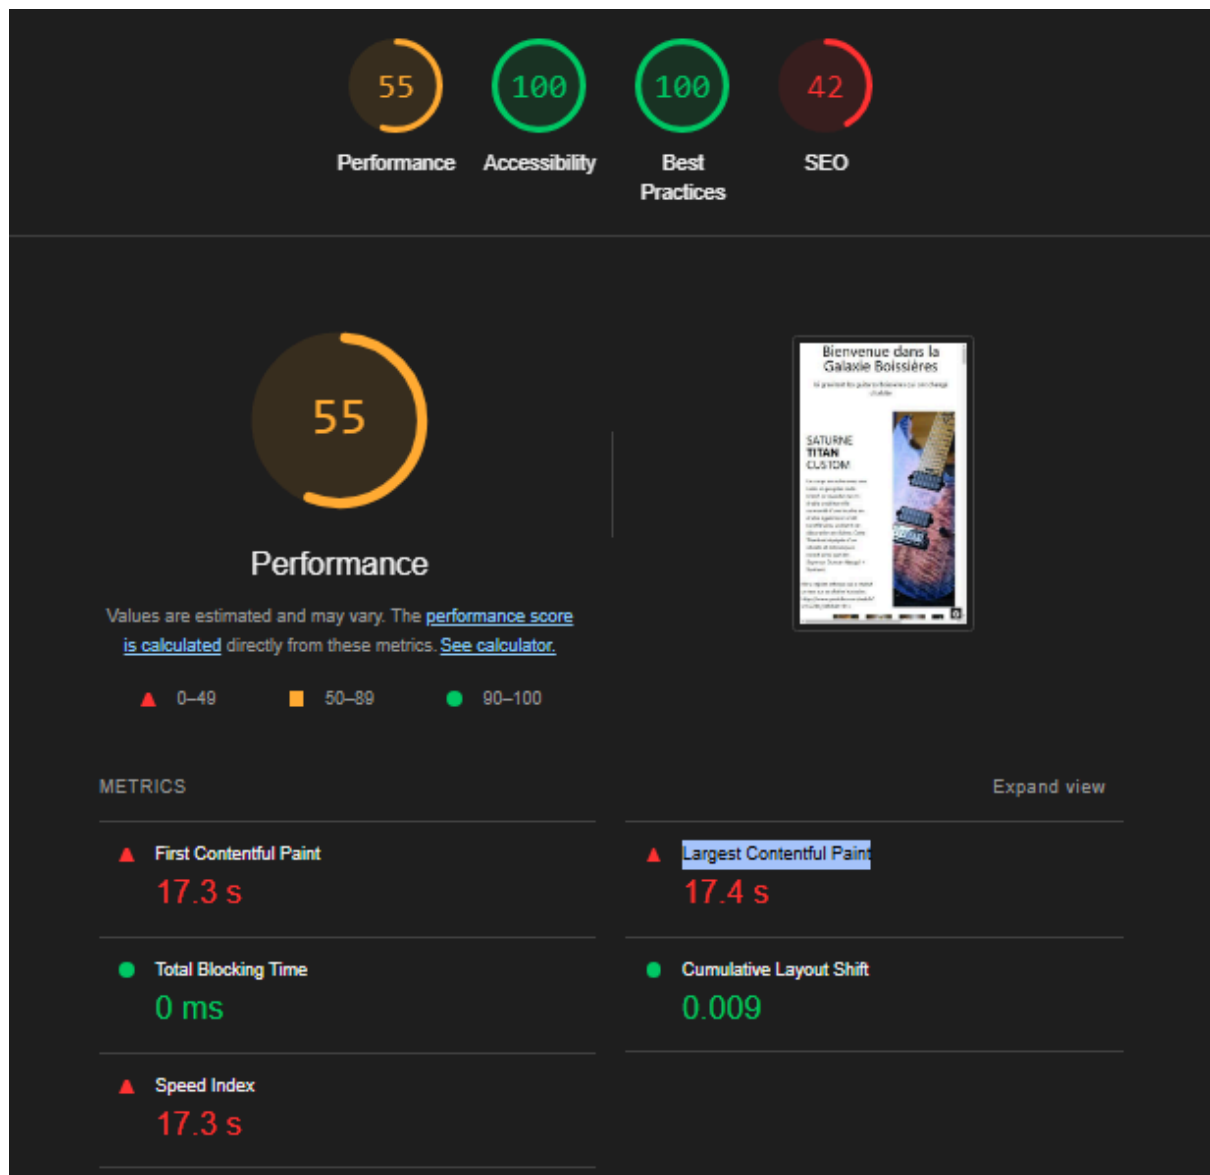 55
100
100
42
Performance
Accessibility
Best
Practices
SEO
55
Performance
Values are estimated and may vary. The performance score
is calculated directly from these metrics. See calculator.
0–49
50–89
90–100
Bienvenue dans la
Galaxie Boissières
SATURNE
TITAN
CUSTOM
METRICS
Expand view
First Contentful Paint
17.3 s
Largest Contentful Paint
17.4 s
Total Blocking Time
0 ms
Cumulative Layout Shift
0.009
Speed Index
17.3 s